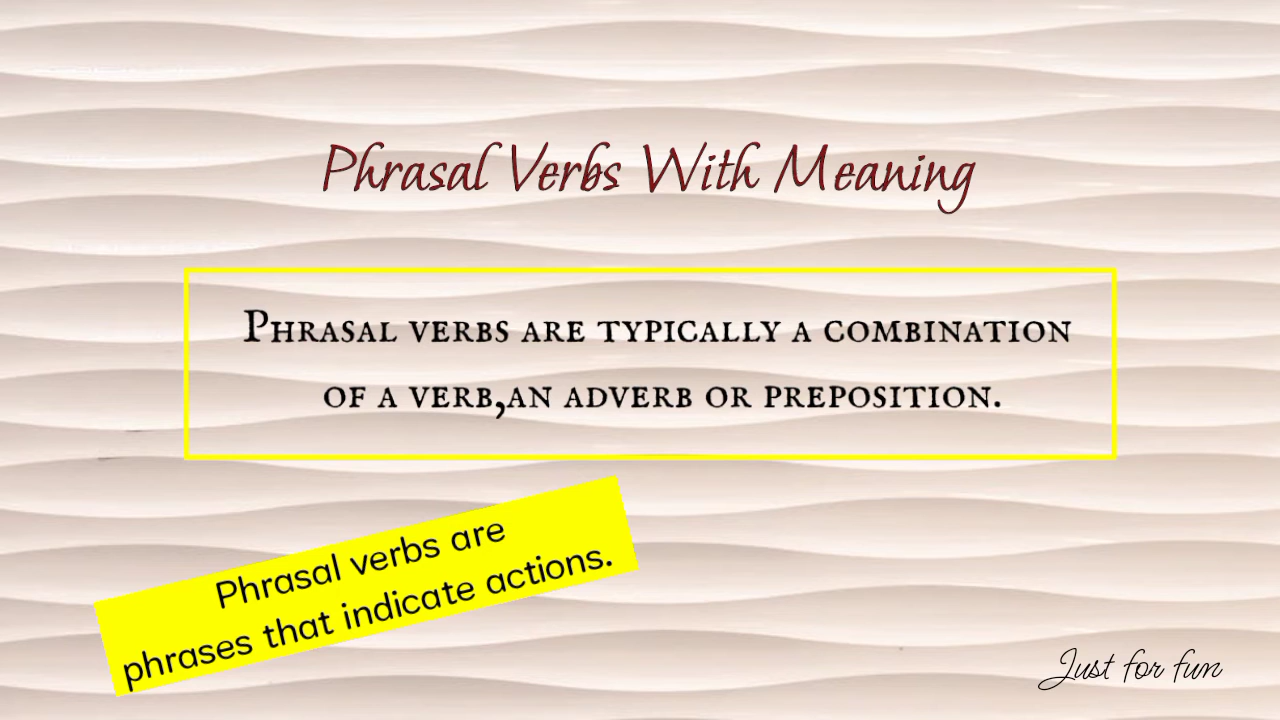 Phrasal Verbs With Meaning
Phrasal verbs are typically a combination
of a verb,an adverb or preposition.
Phrasal verbs are
phrases that indicate actions.
Just for fun